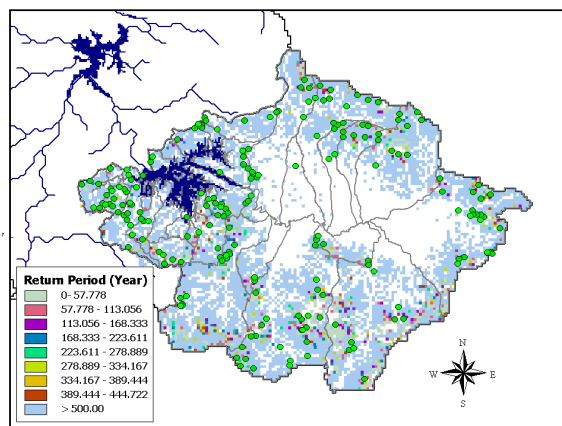 Return Period (Year)
0-57.778
57.778 - 113.056
113.056 - 168.333
168.333 - 223.611
223.611 - 278.889
278.889 - 334.167
334.167 - 389.444
389.444 - 444.722
> 500.00
N
W E
S